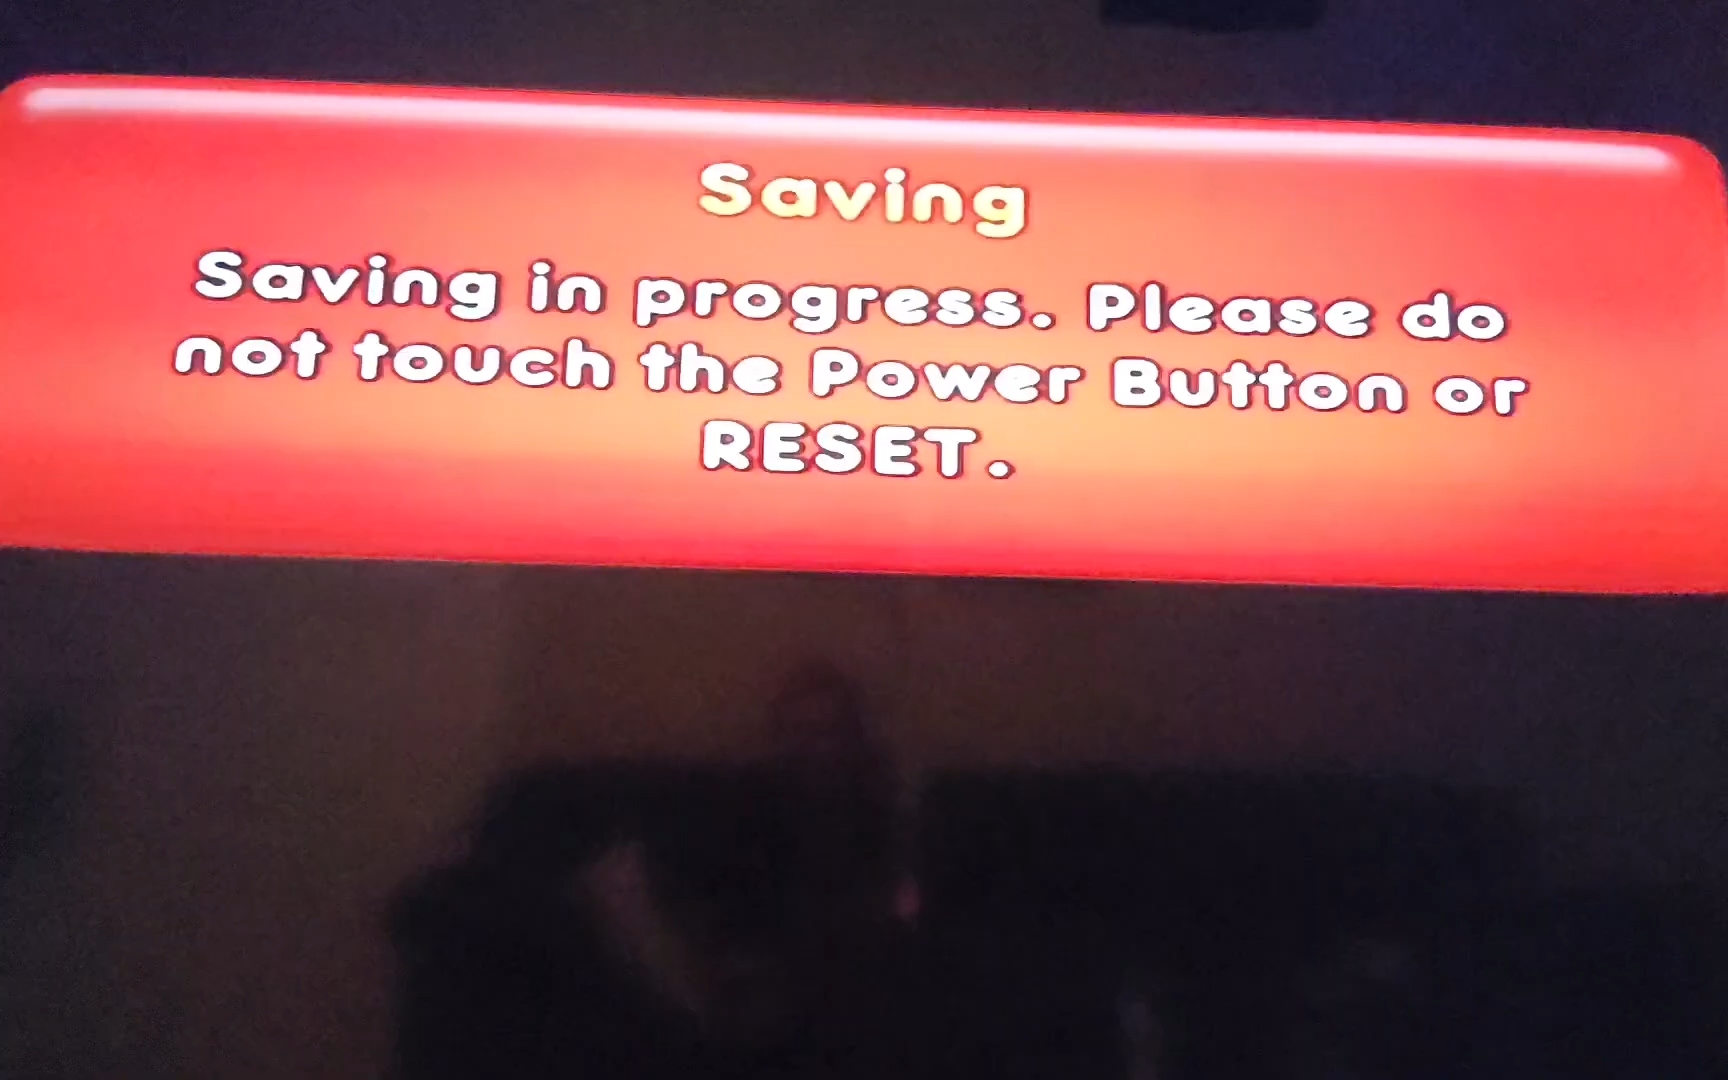 Saving
Saving in progress. Please do
not touch the Power Button or
RESET.